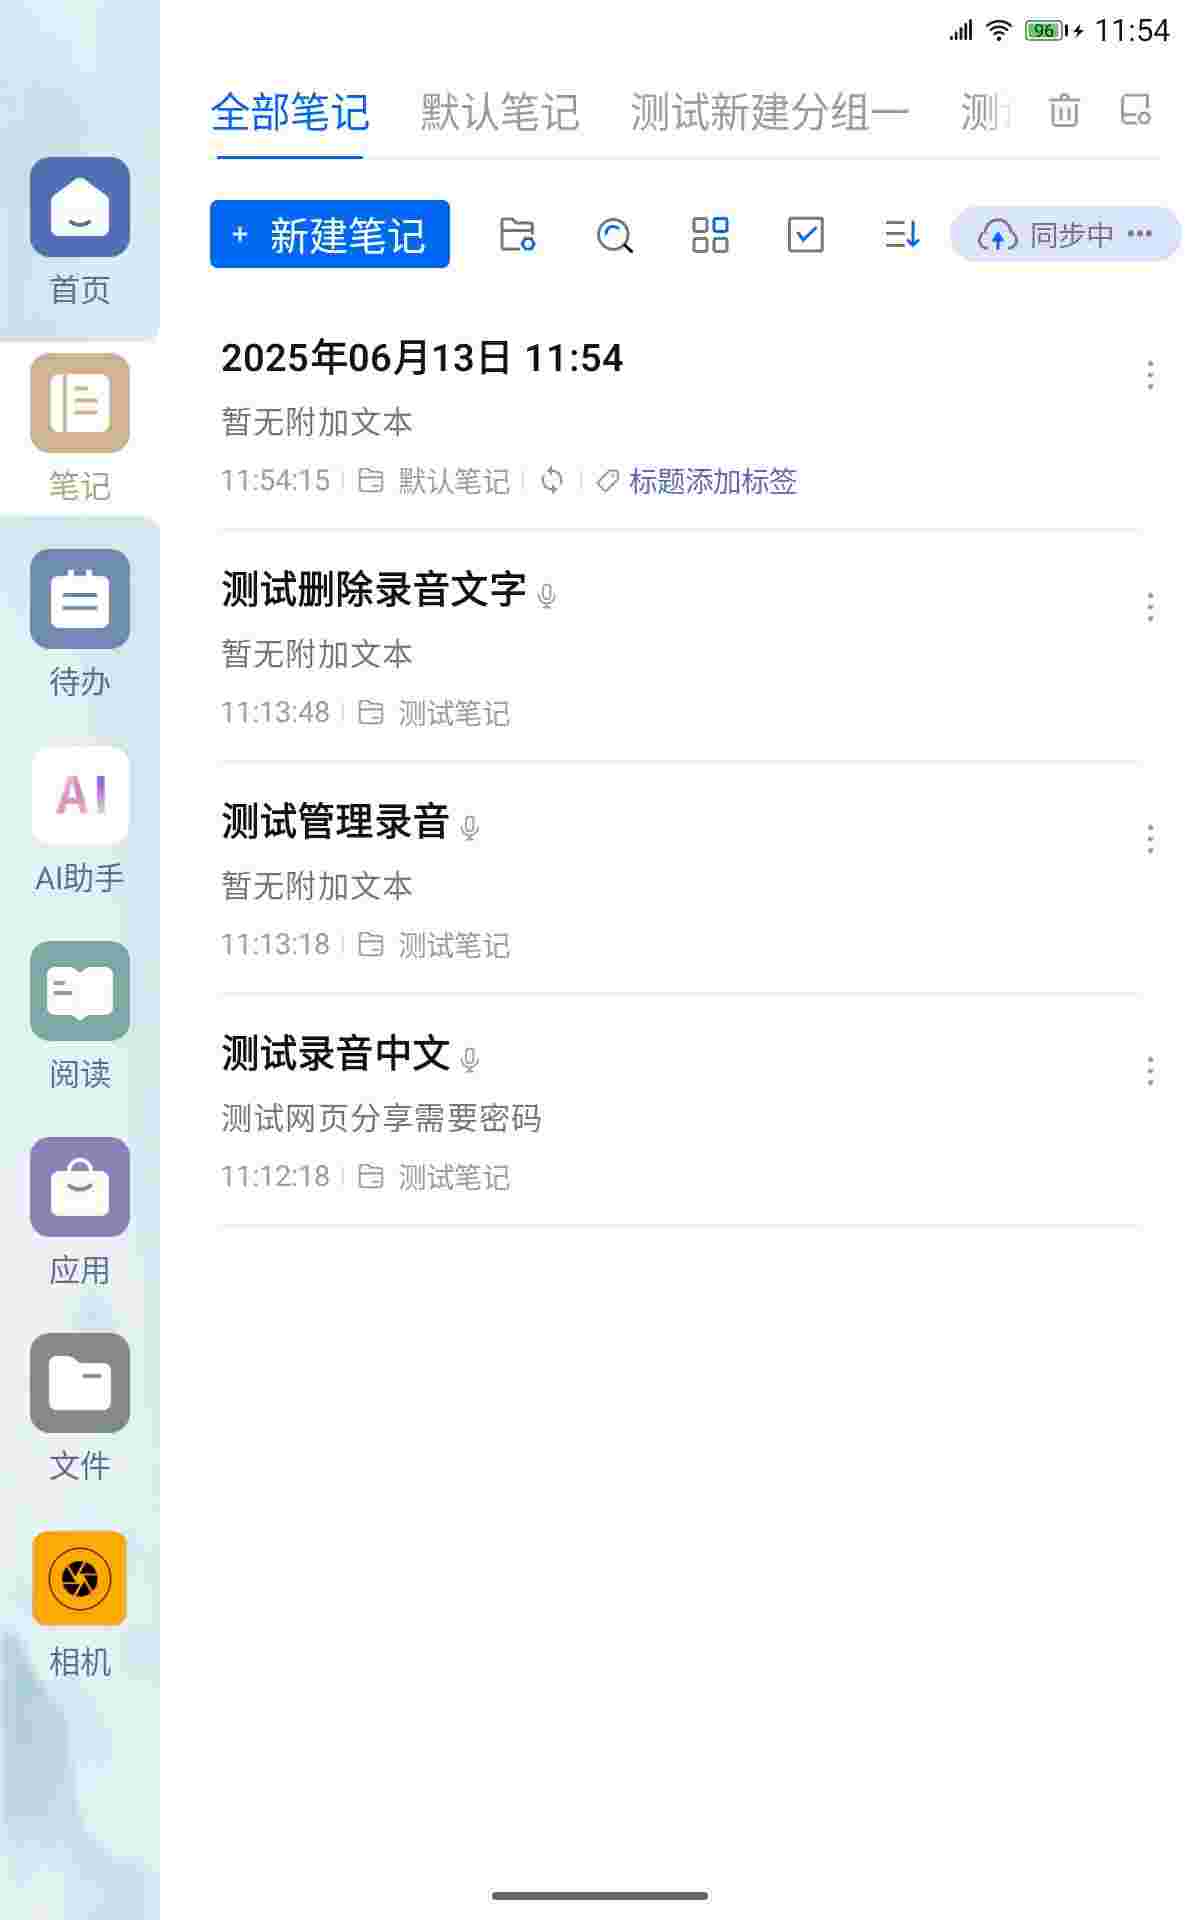 96 11:54
全部笔记 默认笔记 测试新建分组一 测
+ 新建笔记 同步中 ···
首页
笔记
待办
AI
AI助手
阅读
应用
文件
相机
2025年06月13日 11:54
暂无附加文本
11:54:15 默认笔记 标题添加标签
测试删除录音文字
暂无附加文本
11:13:48 测试笔记
测试管理录音
暂无附加文本
11:13:18 测试笔记
测试录音中文
测试网页分享需要密码
11:12:18 测试笔记